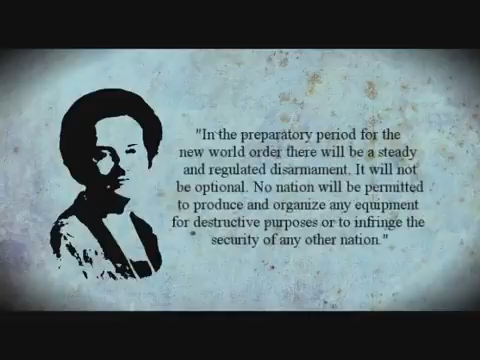 "In the preparatory period for the
new world order there will be a steady
and regulated disarmament. It will not
be optional. No nation will be permitted
to produce and organize any equipment
for destructive purposes or to infringe the
security of any other nation."